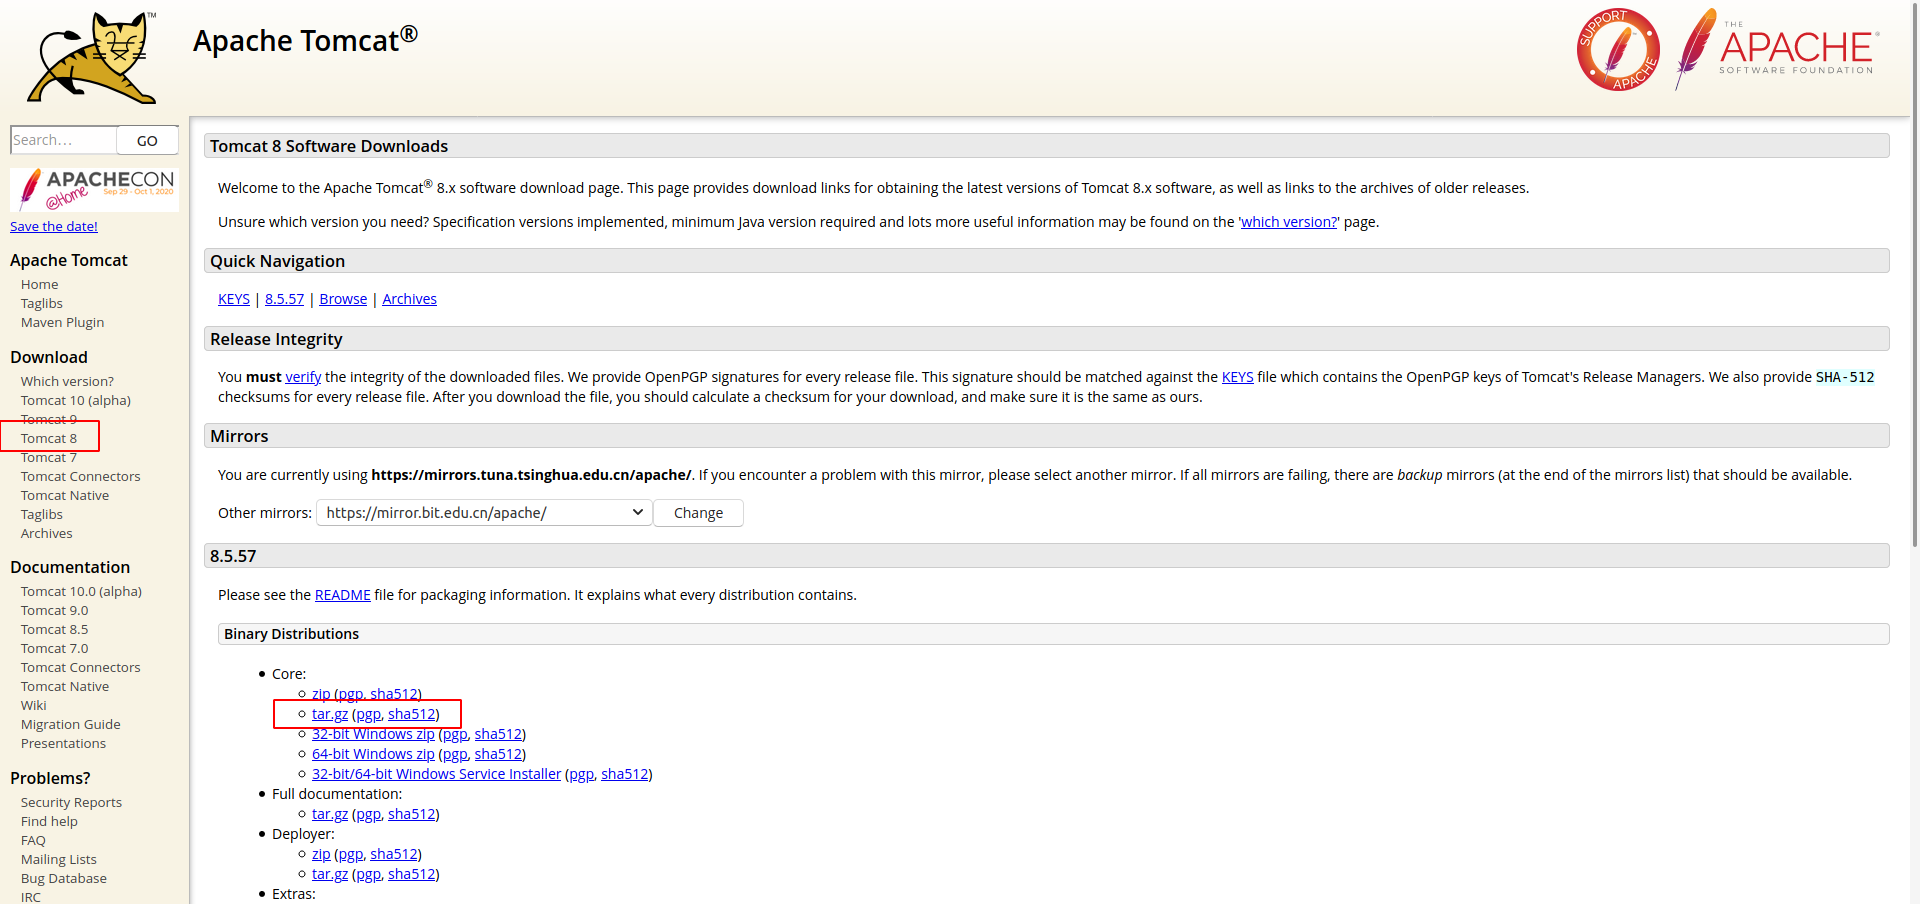 TM
Apache Tomcat®
SUPPORT
APACHE
THE
APACHE®
SOFTWARE FOUNDATION
Search…
GO
APACHECON
@Home
Sep 29 - Oct 1, 2020
Save the date!
Apache Tomcat
Home
Taglibs
Maven Plugin
Download
Which version?
Tomcat 10 (alpha)
Tomcat 9
Tomcat 8
Tomcat 7
Tomcat Connectors
Tomcat Native
Taglibs
Archives
Documentation
Tomcat 10.0 (alpha)
Tomcat 9.0
Tomcat 8.5
Tomcat 7.0
Tomcat Connectors
Tomcat Native
Wiki
Migration Guide
Presentations
Problems?
Security Reports
Find help
FAQ
Mailing Lists
Bug Database
IRC
Tomcat 8 Software Downloads
Welcome to the Apache Tomcat® 8.x software download page. This page provides download links for obtaining the latest versions of Tomcat 8.x software, as well as links to the archives of older releases.
Unsure which version you need? Specification versions implemented, minimum Java version required and lots more useful information may be found on the 'which version?' page.
Quick Navigation
KEYS | 8.5.57 | Browse | Archives
Release Integrity
You must verify the integrity of the downloaded files. We provide OpenPGP signatures for every release file. This signature should be matched against the KEYS file which contains the OpenPGP keys of Tomcat's Release Managers. We also provide SHA-512
checksums for every release file. After you download the file, you should calculate a checksum for your download, and make sure it is the same as ours.
Mirrors
You are currently using https://mirrors.tuna.tsinghua.edu.cn/apache/. If you encounter a problem with this mirror, please select another mirror. If all mirrors are failing, there are backup mirrors (at the end of the mirrors list) that should be available.
Other mirrors: https://mirror.bit.edu.cn/apache/ Change
8.5.57
Please see the README file for packaging information. It explains what every distribution contains.
Binary Distributions
• Core:
○ zip (pgp, sha512)
○ tar.gz (pgp, sha512)
○ 32-bit Windows zip (pgp, sha512)
○ 64-bit Windows zip (pgp, sha512)
○ 32-bit/64-bit Windows Service Installer (pgp, sha512)
• Full documentation:
○ tar.gz (pgp, sha512)
• Deployer:
○ zip (pgp, sha512)
○ tar.gz (pgp, sha512)
• Extras: